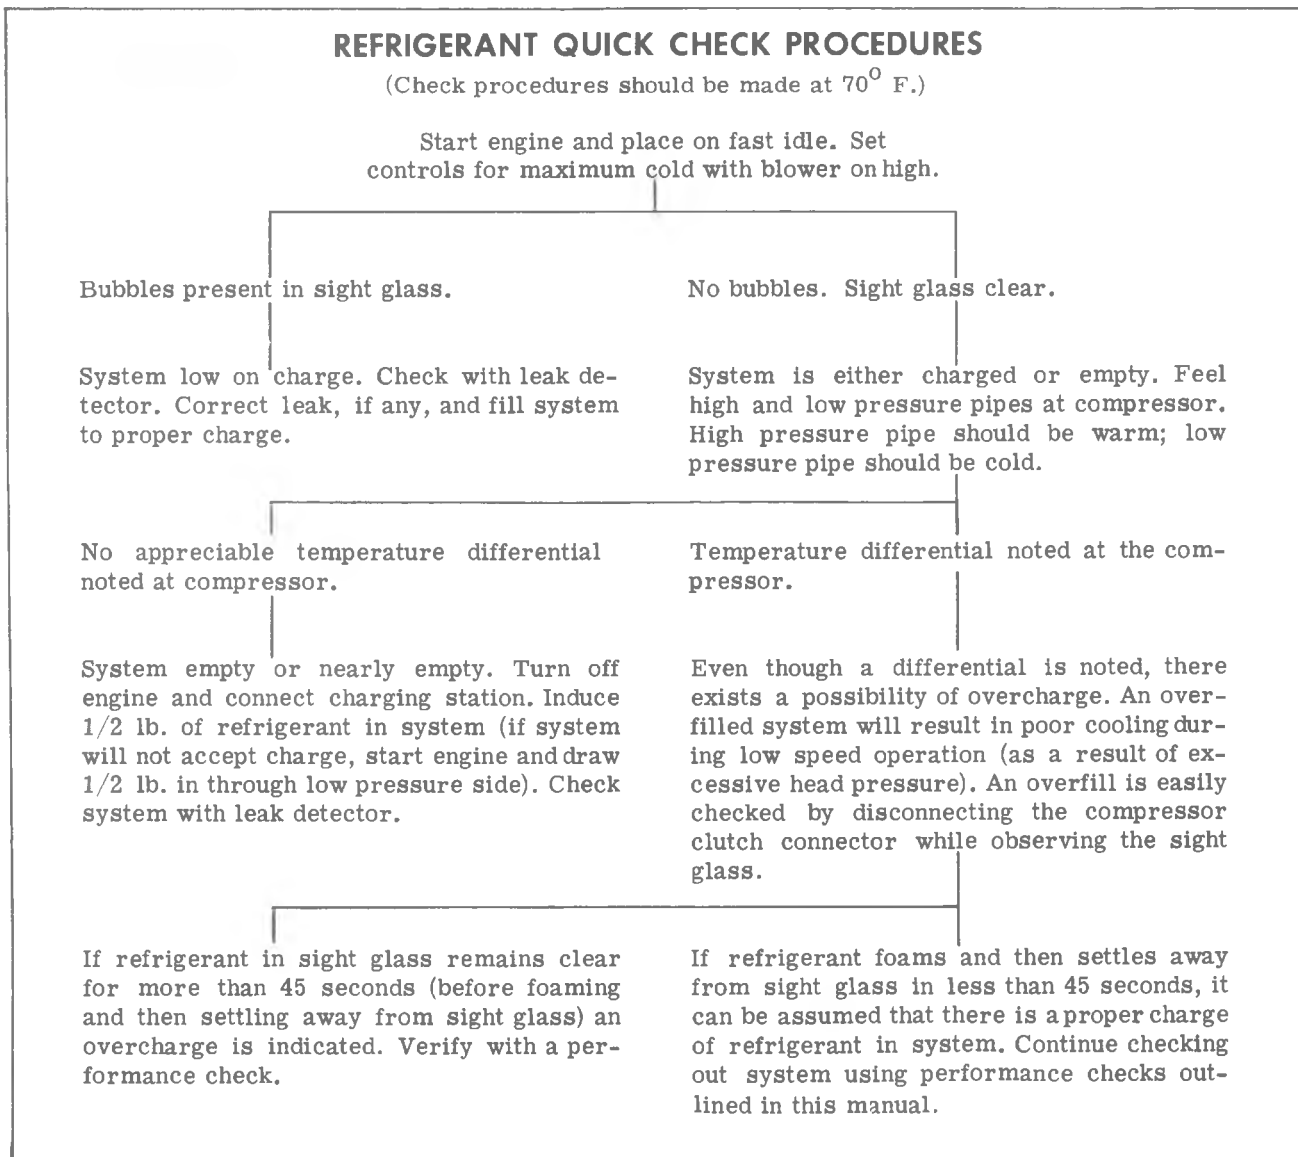 REFRIGERANT QUICK CHECK PROCEDURES
(Check procedures should be made at 70° F.)
Start engine and place on fast idle. Set
controls for maximum cold with blower on high.
Bubbles present in sight glass.
System low on charge. Check with leak de-
tector. Correct leak, if any, and fill system
to proper charge.
No bubbles. Sight glass clear.
System is either charged or empty. Feel
high and low pressure pipes at compressor.
High pressure pipe should be warm; low
pressure pipe should be cold.
No appreciable temperature differential
noted at compressor.
System empty or nearly empty. Turn off
engine and connect charging station. Induce
1/2 lb. of refrigerant in system (if system
will not accept charge, start engine and draw
1/2 lb. in through low pressure side). Check
system with leak detector.
Temperature differential noted at the com-
pressor.
Even though a differential is noted, there
exists a possibility of overcharge. An over-
filled system will result in poor cooling dur-
ing low speed operation (as a result of ex-
cessive head pressure). An overfill is easily
checked by disconnecting the compressor
clutch connector while observing the sight
glass.
If refrigerant in sight glass remains clear
for more than 45 seconds (before foaming
and then settling away from sight glass) an
overcharge is indicated. Verify with a per-
formance check.
If refrigerant foams and then settles away
from sight glass in less than 45 seconds, it
can be assumed that there is a proper charge
of refrigerant in system. Continue checking
out system using performance checks out-
lined in this manual.